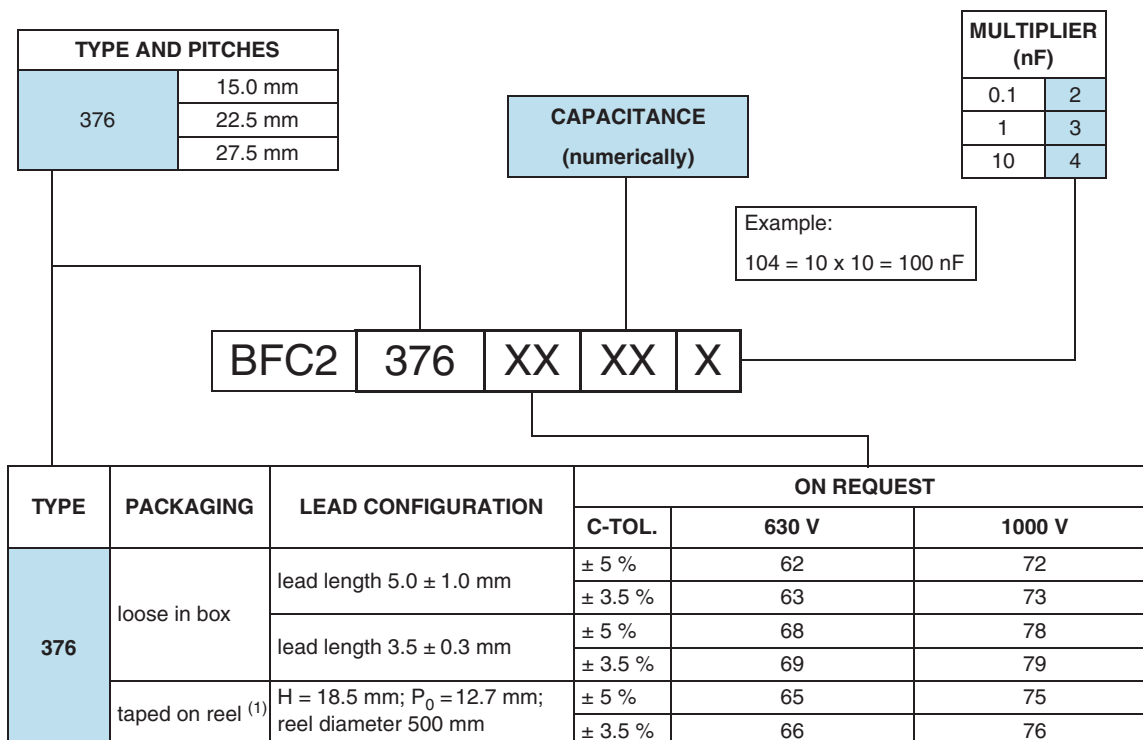 TYPE AND PITCHES
376
15.0 mm
22.5 mm
27.5 mm
CAPACITANCE
(numerically)
MULTIPLIER
(nF)
0.1 2
1 3
10 4
Example:
104 = 10 x 10 = 100 nF
BFC2 376 XX XX X
TYPE PACKAGING LEAD CONFIGURATION ON REQUEST
C-TOL. 630 V 1000 V
376 loose in box lead length 5.0 ± 1.0 mm ± 5 % 62 72
± 3.5 % 63 73
lead length 3.5 ± 0.3 mm ± 5 % 68 78
± 3.5 % 69 79
taped on reel (1) H = 18.5 mm; P0 = 12.7 mm; ± 5 % 65 75
reel diameter 500 mm ± 3.5 % 66 76